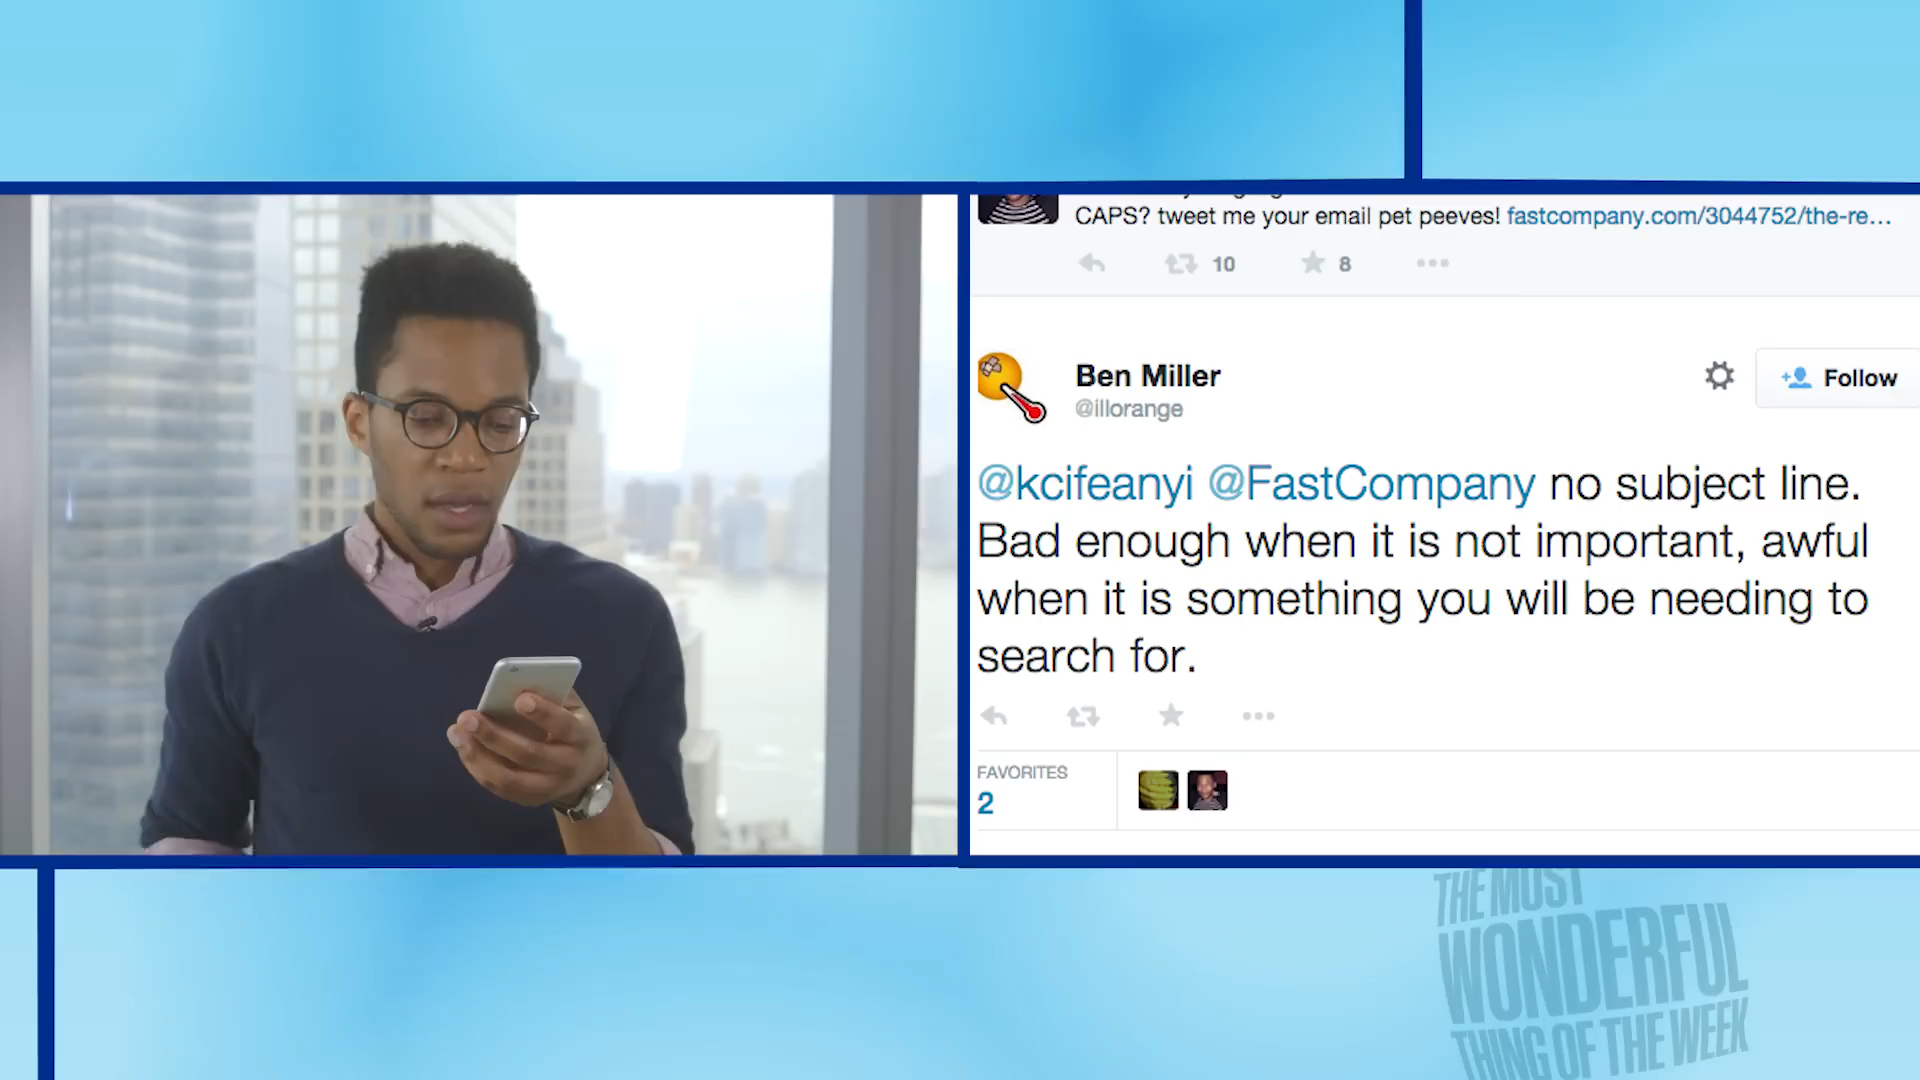 CAPS? tweet me your email pet peeves! fastcompany.com/3044752/the-re...
10
8
Ben Miller
@illorange
Follow
@kcifeanyi @FastCompany no subject line.
Bad enough when it is not important, awful
when it is something you will be needing to
search for.
FAVORITES
2
THE MOST
WONDERFUL
THING OF THE WEEK